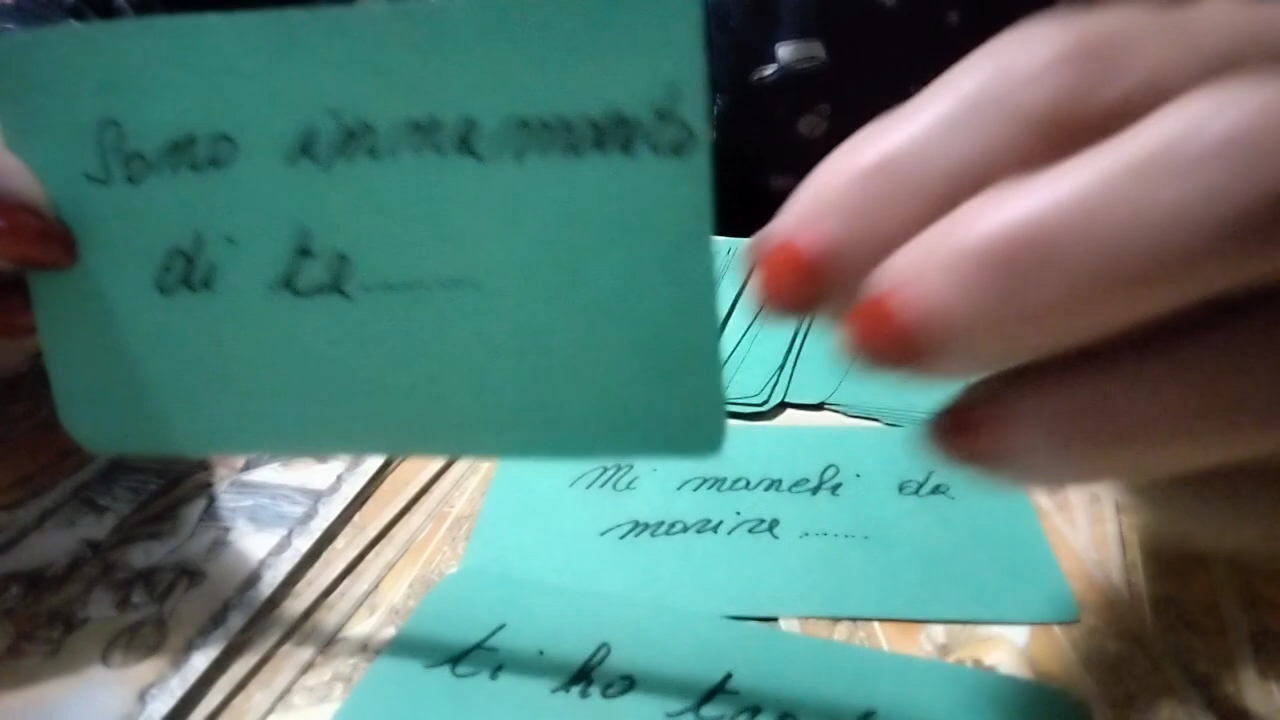 Sono
di te......
Mi manchi da
morire ......
ti ho